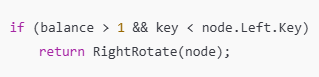 if (balance > 1 && key < node.Left.Key)
    return RightRotate(node);